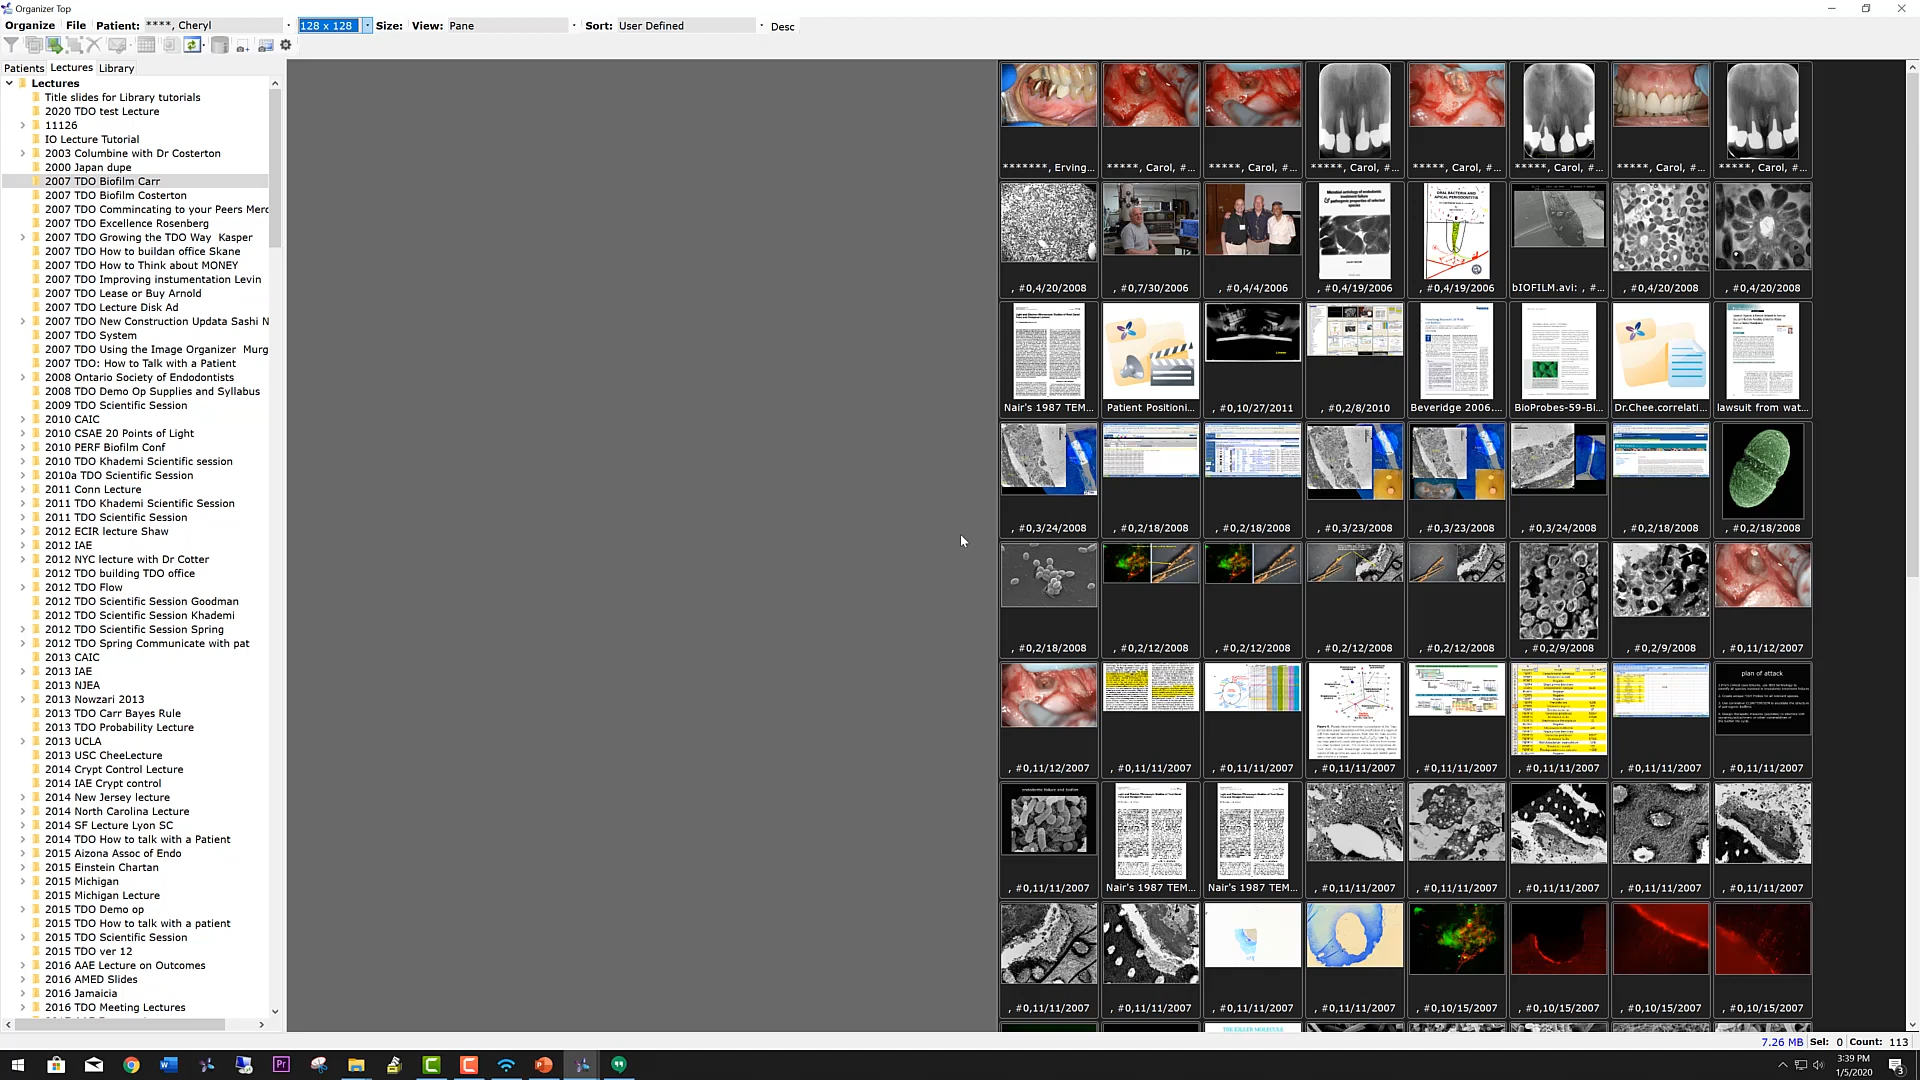 Organizer Top
Organize File Patient: ****, Cheryl 128 x 128 Size: View: Pane Sort: User Defined Desc
Patients Lectures Library
Lectures
Title slides for Library tutorials
2020 TDO test Lecture
11126
IO Lecture Tutorial
2003 Columbine with Dr Costerton
2000 Japan dupe
2007 TDO Biofilm Carr
2007 TDO Biofilm Costerton
2007 TDO Commincating to your Peers Merc
2007 TDO Excellence Rosenberg
2007 TDO Growing the TDO Way Kasper
2007 TDO How to buildan office Skane
2007 TDO How to Think about MONEY
2007 TDO Improving instumentation Levin
2007 TDO Lease or Buy Arnold
2007 TDO Lecture Disk Ad
2007 TDO New Construction Updata Sashi N
2007 TDO System
2007 TDO Using the Image Organizer Murg
2007 TDO: How to Talk with a Patient
2008 Ontario Society of Endodontists
2008 TDO Demo Op Supplies and Syllabus
2009 TDO Scientific Session
2010 CAIC
2010 CSAE 20 Points of Light
2010 PERF Biofilm Conf
2010 TDO Khademi Scientific session
2010a TDO Scientific Session
2011 Conn Lecture
2011 TDO Khademi Scientific Session
2011 TDO Scientific Session
2012 ECIR lecture Shaw
2012 IAE
2012 NYC lecture with Dr Cotter
2012 TDO building TDO office
2012 TDO Flow
2012 TDO Scientific Session Goodman
2012 TDO Scientific Session Khademi
2012 TDO Scientific Session Spring
2012 TDO Spring Communicate with pat
2013 CAIC
2013 IAE
2013 NJEA
2013 Nowzari 2013
2013 TDO Carr Bayes Rule
2013 TDO Probability Lecture
2013 UCLA
2013 USC CheeLecture
2014 Crypt Control Lecture
2014 IAE Crypt control
2014 New Jersey lecture
2014 North Carolina Lecture
2014 SF Lecture Lyon SC
2014 TDO How to talk with a Patient
2015 Aizona Assoc of Endo
2015 Einstein Chartan
2015 Michigan
2015 Michigan Lecture
2015 TDO Demo op
2015 TDO How to talk with a patient
2015 TDO Scientific Session
2015 TDO ver 12
2016 AAE Lecture on Outcomes
2016 AMED Slides
2016 Jamaicia
2016 TDO Meeting Lectures
*******, Erving... *****, Carol, #... *****, Carol, #... *****, Carol, #... *****, Carol, #... *****, Carol, #... *****, Carol, #... *****, Carol, #...
, #0,4/20/2008 , #0,7/30/2006 , #0,4/4/2006 , #0,4/19/2006 , #0,4/19/2006 bIOFILM.avi: , #... , #0,4/20/2008 , #0,4/20/2008
Nair's 1987 TEM... Patient Positioni... , #0,10/27/2011 , #0,2/8/2010 Beveridge 2006.... BioProbes-59-Bi... Dr.Chee.correlati... lawsuit from wat...
, #0,3/24/2008 , #0,2/18/2008 , #0,2/18/2008 , #0,3/23/2008 , #0,3/23/2008 , #0,3/24/2008 , #0,2/18/2008 , #0,2/18/2008
, #0,2/18/2008 , #0,2/12/2008 , #0,2/12/2008 , #0,2/12/2008 , #0,2/12/2008 , #0,2/9/2008 , #0,2/9/2008 , #0,11/12/2007
plan of attack
, #0,11/12/2007 , #0,11/11/2007 , #0,11/11/2007 , #0,11/11/2007 , #0,11/11/2007 , #0,11/11/2007 , #0,11/11/2007 , #0,11/11/2007
, #0,11/11/2007 Nair's 1987 TEM... Nair's 1987 TEM... , #0,11/11/2007 , #0,11/11/2007 , #0,11/11/2007 , #0,11/11/2007 , #0,11/11/2007
, #0,11/11/2007 , #0,11/11/2007 , #0,11/11/2007 , #0,11/11/2007 , #0,10/15/2007 , #0,10/15/2007 , #0,10/15/2007 , #0,10/15/2007
7.26 MB Sel: 0 Count: 113
3:39 PM
1/5/2020